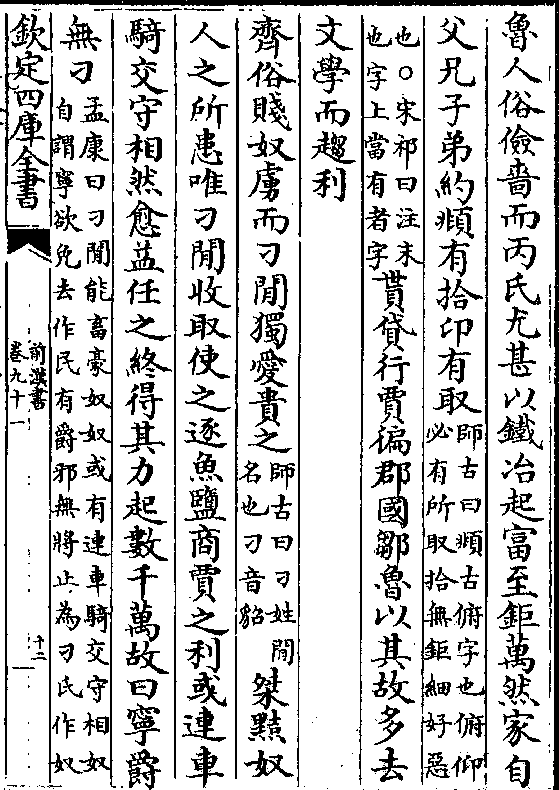 魯人俗儉嗇而丙氏尤甚以鐵冶起富至鉅萬然家自
父兄子弟約頫有拾卬有取師古曰頫古俯字也俯仰必有所取拾無鉅細好惡
也○宋祁曰注末也字上當有者字貰貸行賈徧郡國鄒魯以其故多去
文學而趨利
齊俗賤奴虜而刁閒獨愛貴之師古曰刁姓閒名也刁音貂桀黠奴
人之所患唯刁閒收取使之逐魚鹽商賈之利或連車
騎交守相然愈益任之終得其力起數千萬故曰寧爵
無刁孟康曰刁閒能畜豪奴奴或有連車騎交守相奴自謂寧欲免去作民有爵邪無將止為刁氏作奴
欽定四庫全書
前漢書
卷九十一
十二